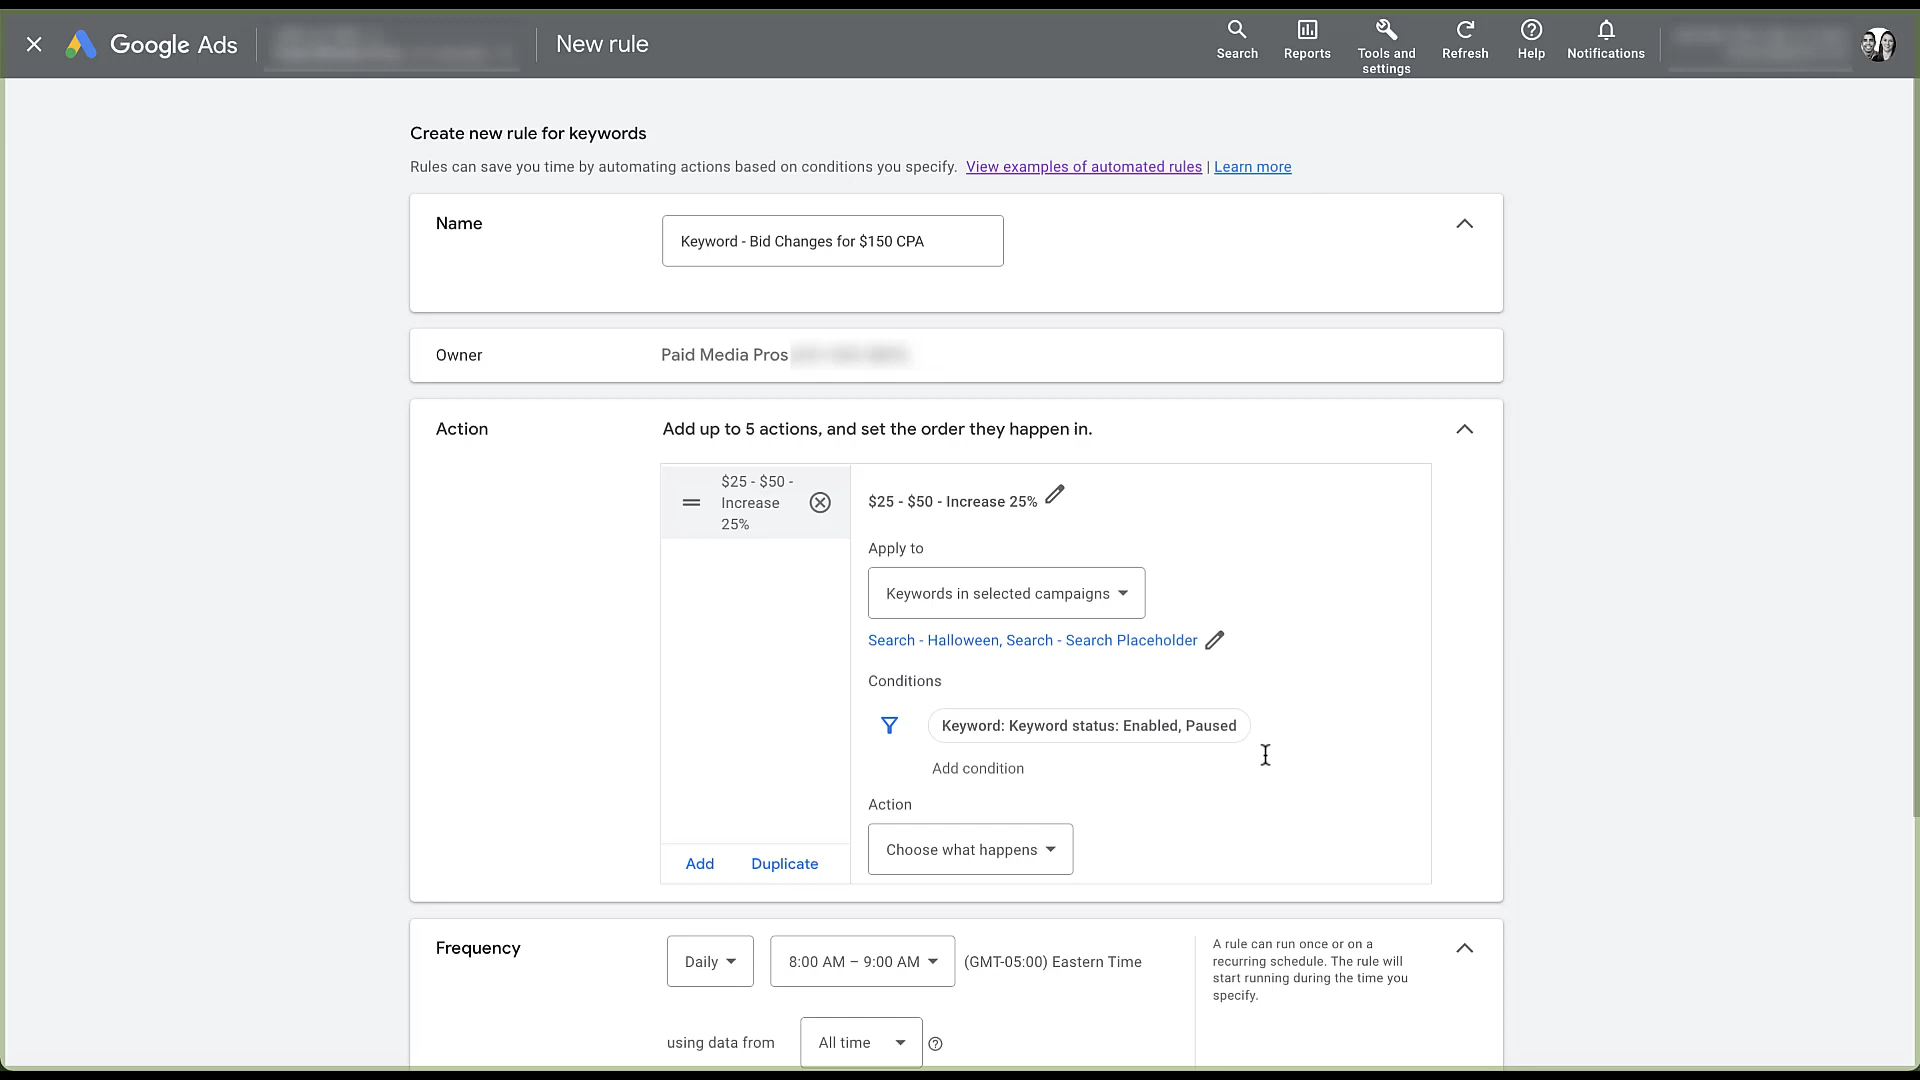 Google Ads
New rule
Search
Reports
Tools and
settings
Refresh
Help
Notifications
Create new rule for keywords
Rules can save you time by automating actions based on conditions you specify. View examples of automated rules | Learn more
Name
Keyword - Bid Changes for $150 CPA
Owner
Paid Media Pros
Action
Add up to 5 actions, and set the order they happen in.
$25 - $50 -
Increase
25%
$25 - $50 - Increase 25%
Apply to
Keywords in selected campaigns
Search - Halloween, Search - Search Placeholder
Conditions
Keyword: Keyword status: Enabled, Paused
Add condition
Action
Choose what happens
Add
Duplicate
Frequency
Daily
8:00 AM – 9:00 AM
(GMT-05:00) Eastern Time
A rule can run once or on a
recurring schedule. The rule will
start running during the time you
specify.
using data from
All time